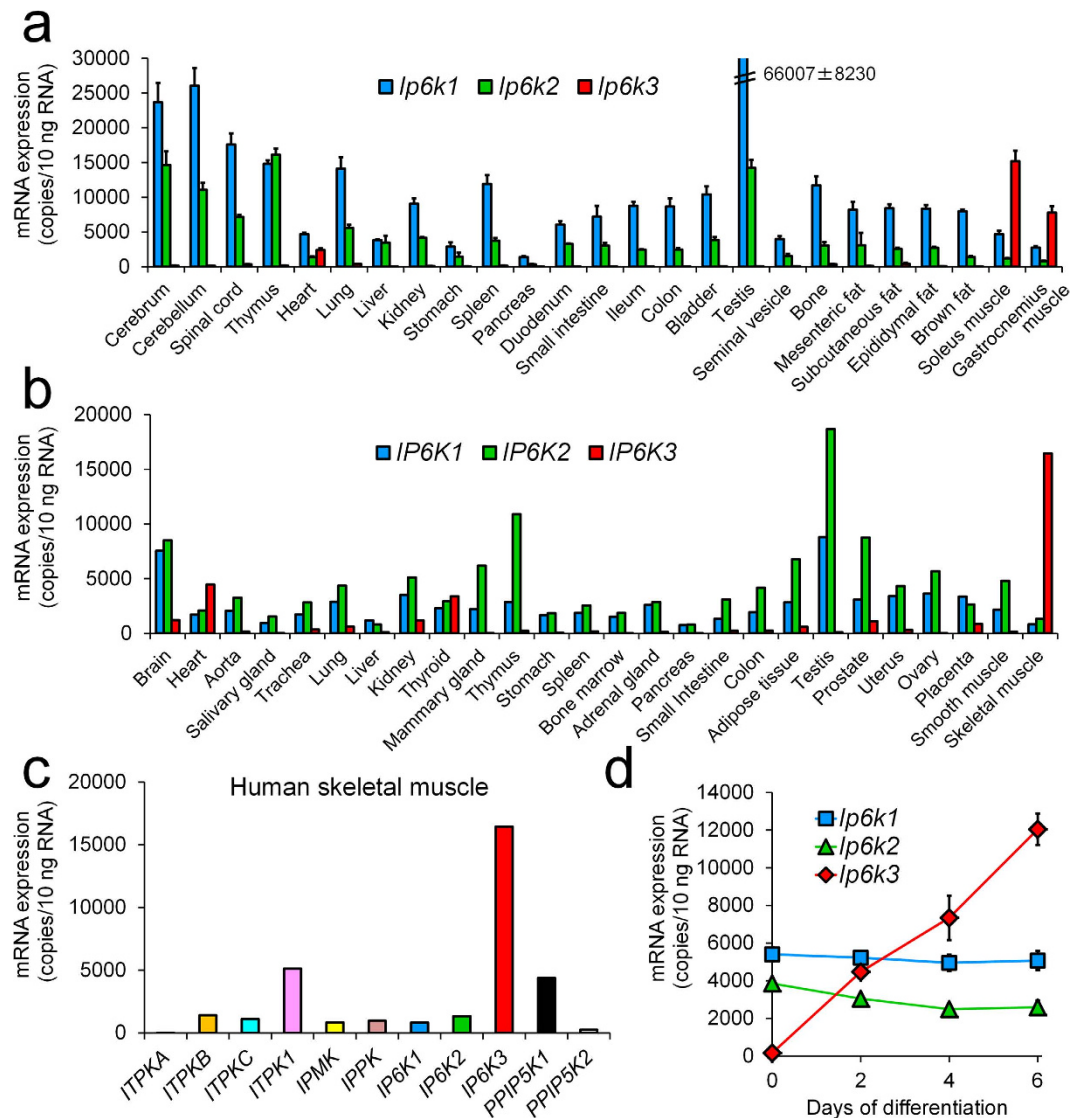 a
mRNA expression
(copies/10 ng RNA)
30000
25000
20000
15000
10000
5000
0
Ip6k1 Ip6k2 Ip6k3
66007±8230
Cerebrum
Cerebellum
Spinal cord
Thymus
Heart
Lung
Liver
Kidney
Stomach
Spleen
Pancreas
Duodenum
Small intestine
Ileum
Colon
Bladder
Testis
Seminal vesicle
Bone
Mesenteric fat
Subcutaneous fat
Epididymal fat
Brown fat
Soleus muscle
Gastrocnemius
muscle
b
mRNA expression
(copies/10 ng RNA)
20000
15000
10000
5000
0
IP6K1 IP6K2 IP6K3
Brain
Heart
Aorta
Salivary gland
Trachea
Lung
Liver
Kidney
Thyroid
Mammary gland
Thymus
Stomach
Spleen
Bone marrow
Adrenal gland
Pancreas
Small Intestine
Colon
Adipose tissue
Testis
Prostate
Uterus
Ovary
Placenta
Smooth muscle
Skeletal muscle
c
Human skeletal muscle
mRNA expression
(copies/10 ng RNA)
20000
15000
10000
5000
0
ITPKA
ITPKB
ITPKC
ITPK1
IPMK
IPPK
IP6K1
IP6K2
IP6K3
PPIP5K1
PPIP5K2
d
mRNA expression
(copies/10 ng RNA)
14000
12000
10000
8000
6000
4000
2000
0
Ip6k1
Ip6k2
Ip6k3
0 2 4 6
Days of differentiation